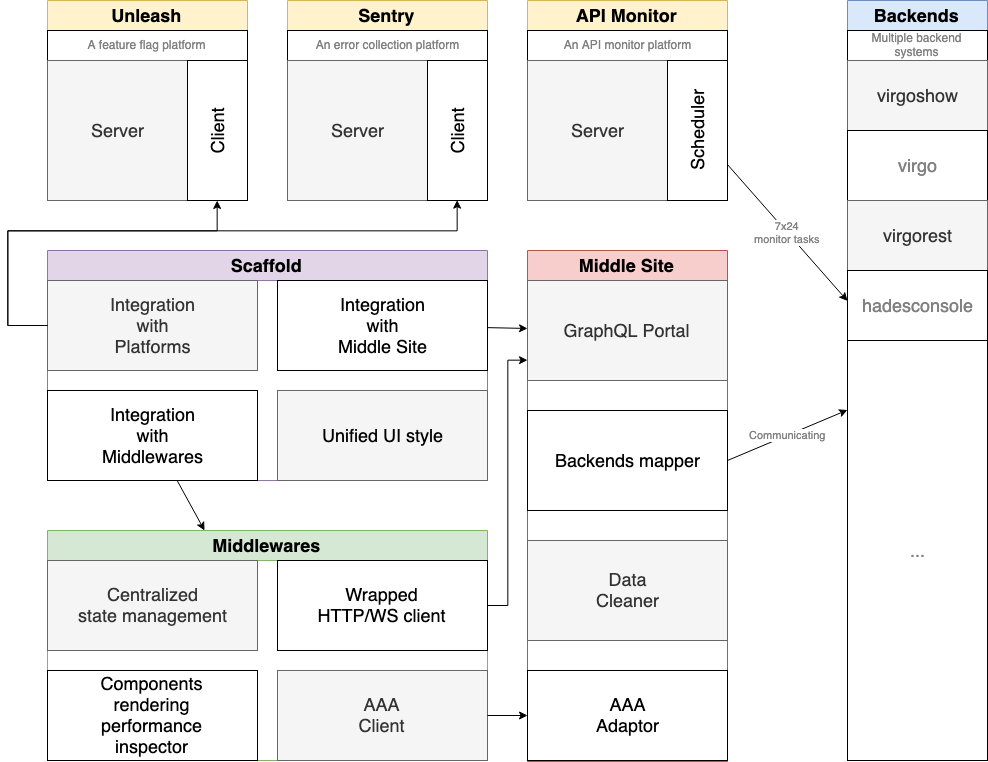 Unleash
A feature flag platform
Server
Client
Sentry
An error collection platform
Server
Client
API Monitor
An API monitor platform
Server
Scheduler
7x24
monitor tasks
Backends
Multiple backend
systems
virgoshow
virgo
virgorest
hadesconsole
...
Scaffold
Integration
with
Platforms
Integration
with
Middle Site
Integration
with
Middlewares
Unified UI style
Middle Site
GraphQL Portal
Backends mapper
Communicating
Data
Cleaner
AAA
Adaptor
Middlewares
Centralized
state management
Wrapped
HTTP/WS client
Components
rendering
performance
inspector
AAA
Client